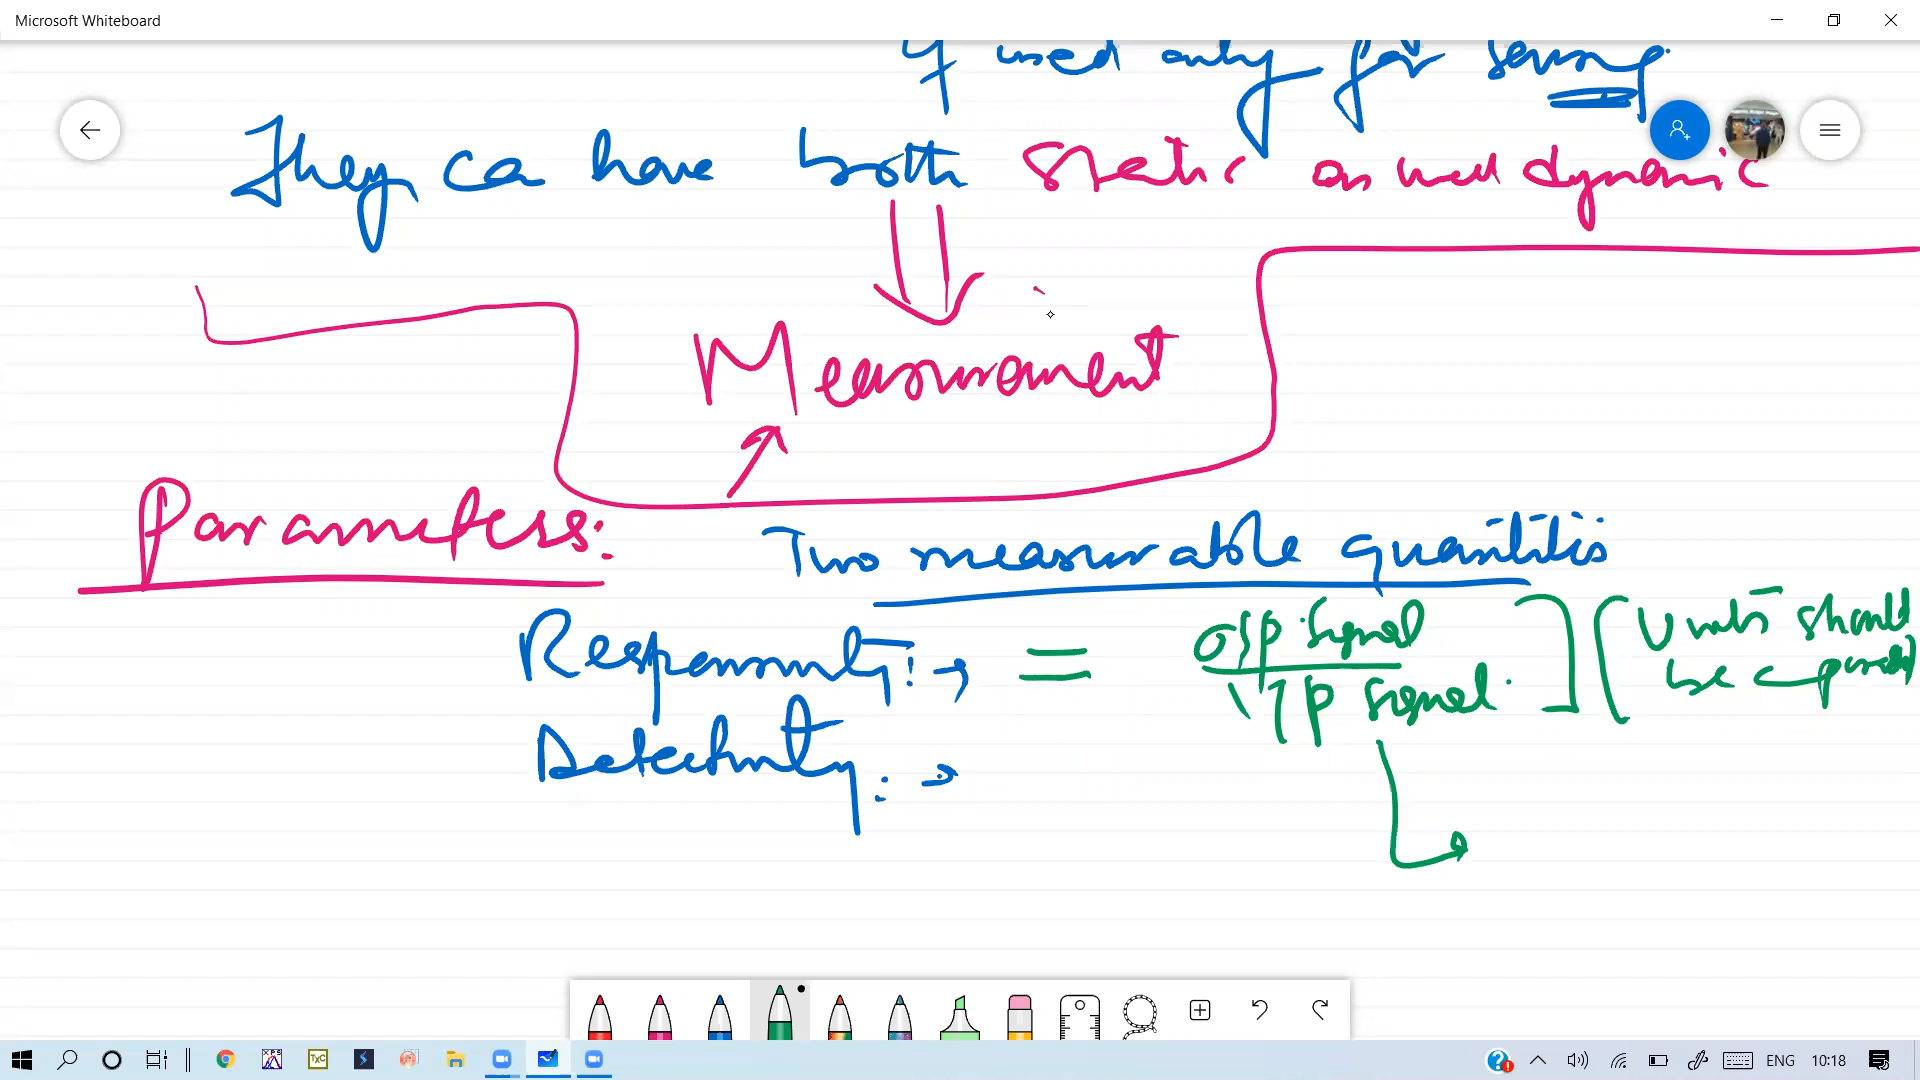 Microsoft Whiteboard
if used only for sensing
They can have both static as well dynamic
Measurement
Parameters:
Two measurable quantities
Responsivity: → = o/p signal
i/p signal
[Units should
be
Detectivity: →
ENG 10:18